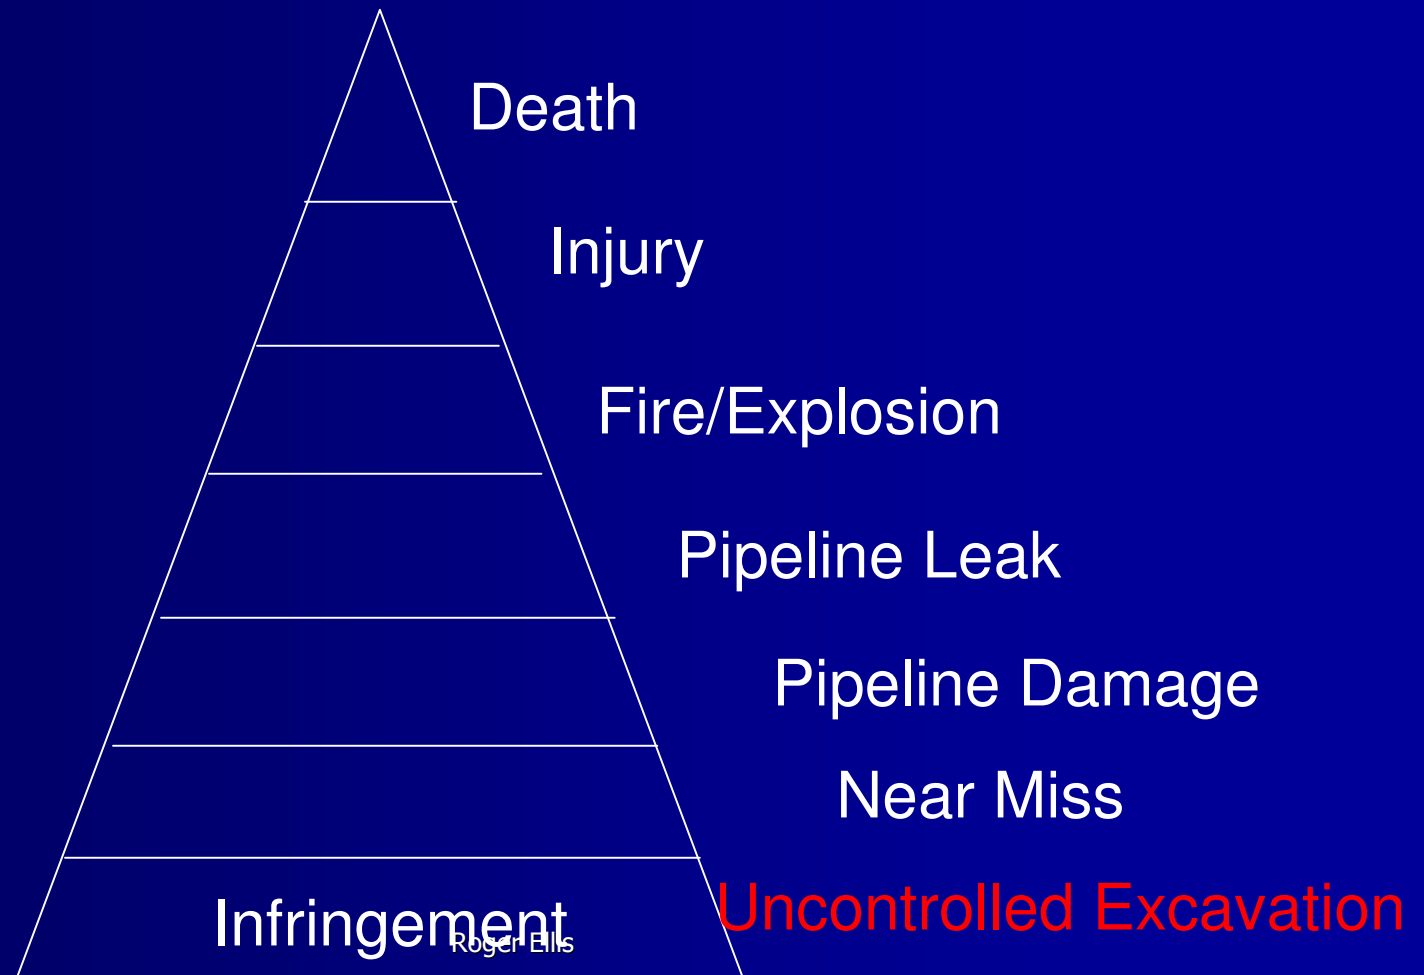 Death
Injury
Fire/Explosion
Pipeline Leak
Pipeline Damage
Near Miss
Uncontrolled Excavation
Infringement
Roger Ellis